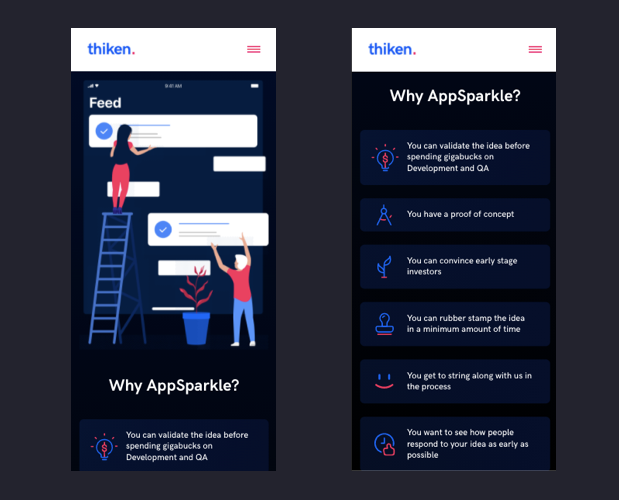 thiken.
9:41 AM
Feed
Why AppSparkle?
You can validate the idea before
spending gigabucks on
Development and QA
thiken.
Why AppSparkle?
You can validate the idea before
spending gigabucks on
Development and QA
You have a proof of concept
You can convince early stage
investors
You can rubber stamp the idea
in a minimum amount of time
You get to string along with us in
the process
You want to see how people
respond to your idea as early as
possible